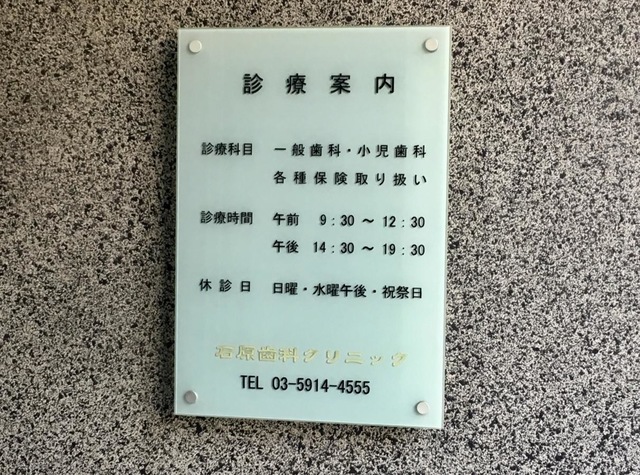 診療案内
診療科目 一般歯科・小児歯科
各種保険取り扱い
診療時間 午前 9:30 ～ 12:30
午後 14:30 ～ 19:30
休診日 日曜・水曜午後・祝祭日
右原歯科クリニック
TEL 03-5914-4555